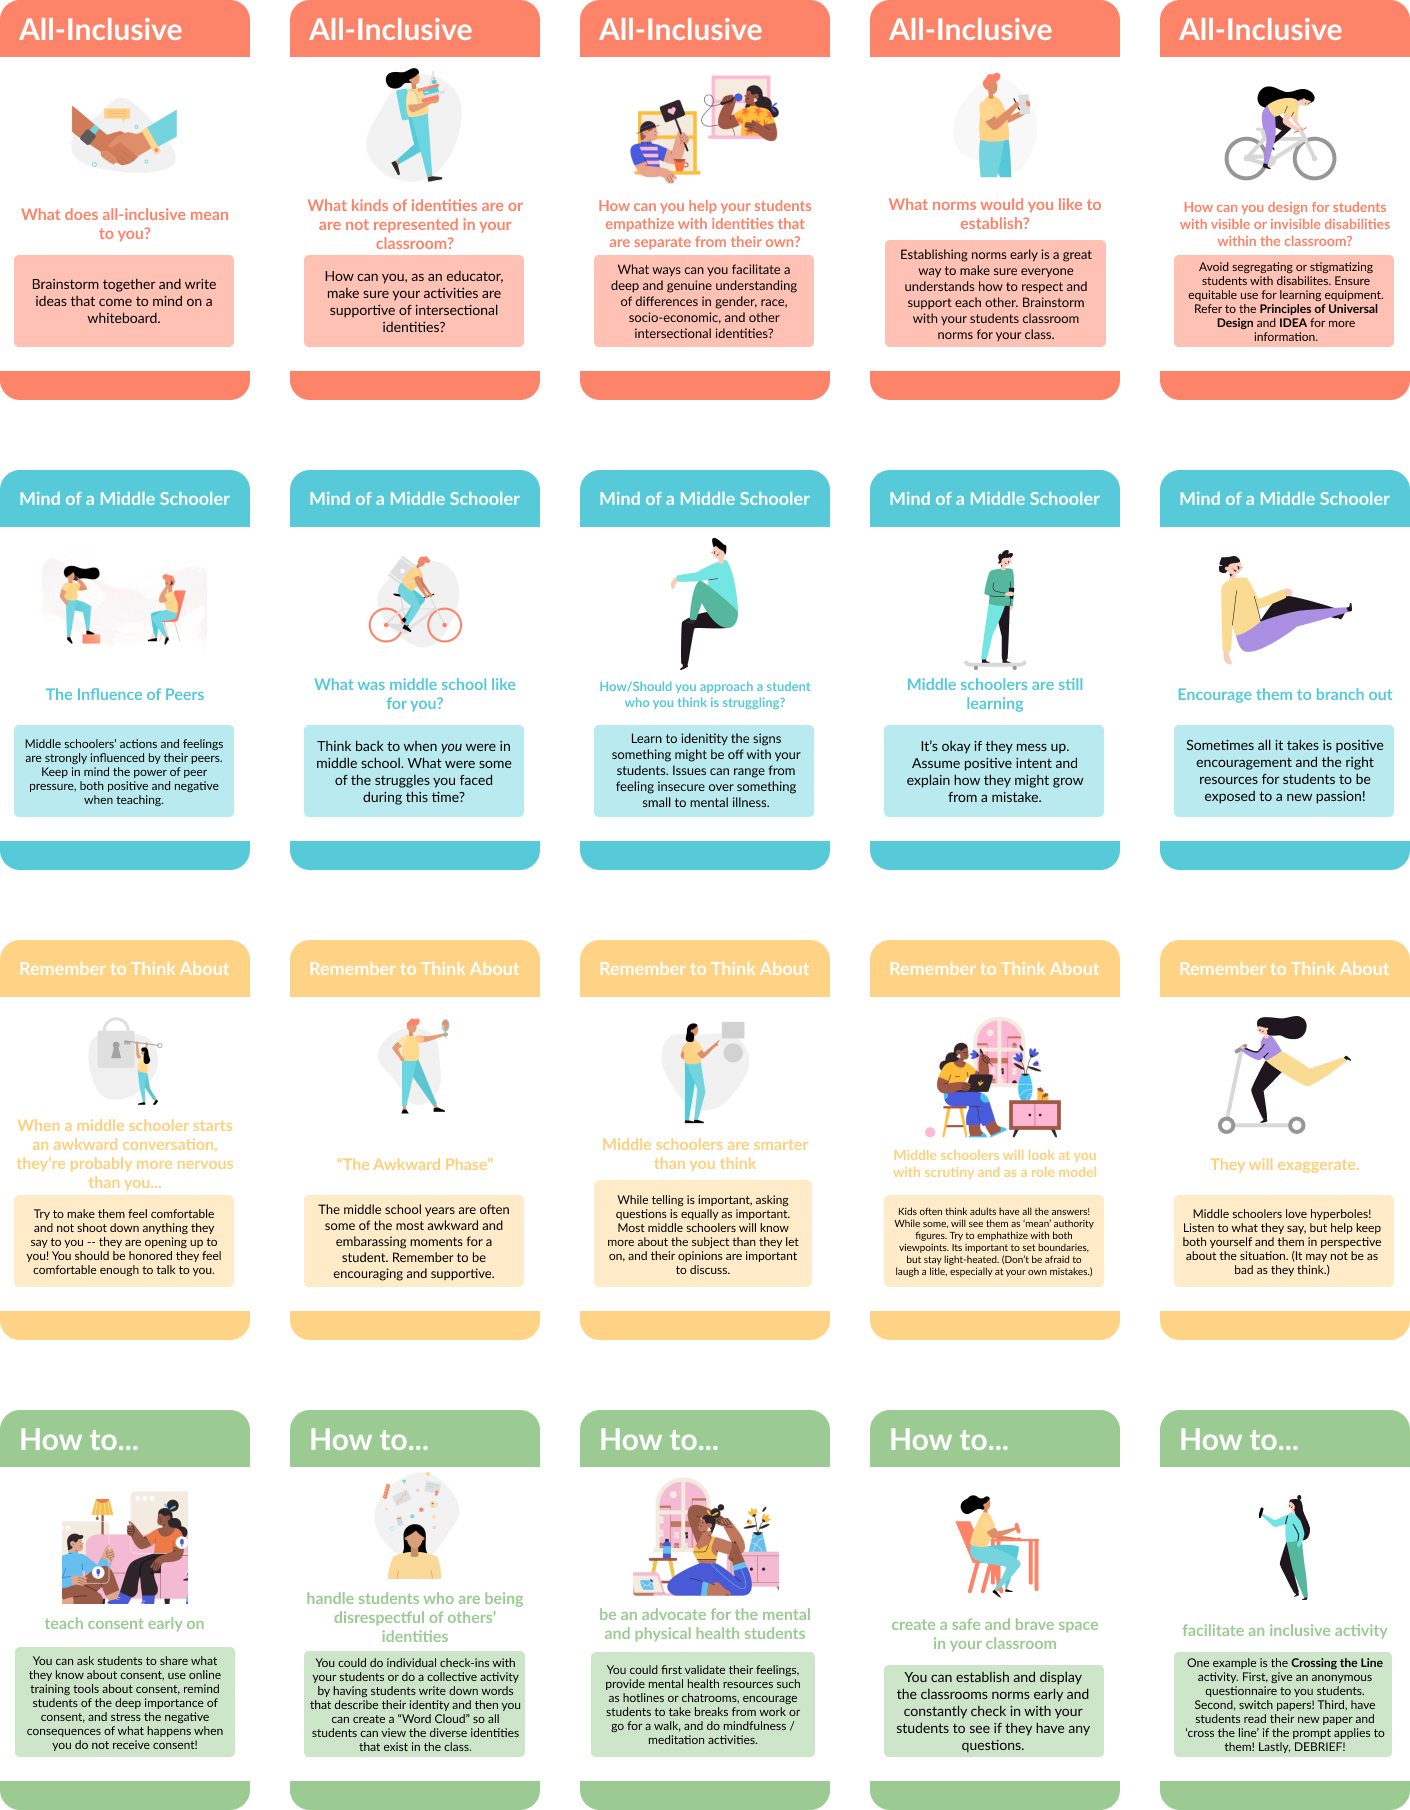 All-Inclusive
What does all-inclusive mean
to you?
Brainstorm together and write
ideas that come to mind on a
whiteboard.
All-Inclusive
What kinds of identities are or
are not represented in your
classroom?
How can you, as an educator,
make sure your activities are
supportive of intersectional
identities?
All-Inclusive
How can you help your students
empathize with identities that
are separate from their own?
What ways can you facilitate a
deep and genuine understanding
of differences in gender, race,
socio-economic, and other
intersectional identities?
All-Inclusive
What norms would you like to
establish?
Establishing norms early is a great
way to make sure everyone
understands how to respect and
support each other. Brainstorm
with your students classroom
norms for your class.
All-Inclusive
How can you design for students
with visible or invisible disabilities
within the classroom?
Avoid segregating or stigmatizing
students with disabilites. Ensure
equitable use for learning equipment.
Refer to the Principles of Universal
Design and IDEA for more
information.
Mind of a Middle Schooler
The Influence of Peers
Middle schoolers' actions and feelings
are strongly influenced by their peers.
Keep in mind the power of peer
pressure, both positive and negative
when teaching.
Mind of a Middle Schooler
What was middle school like
for you?
Think back to when you were in
middle school. What were some
of the struggles you faced
during this time?
Mind of a Middle Schooler
How/Should you approach a student
who you think is struggling?
Learn to idenitity the signs
something might be off with your
students. Issues can range from
feeling insecure over something
small to mental illness.
Mind of a Middle Schooler
Middle schoolers are still
learning
It's okay if they mess up.
Assume positive intent and
explain how they might grow
from a mistake.
Mind of a Middle Schooler
Encourage them to branch out
Sometimes all it takes is positive
encouragement and the right
resources for students to be
exposed to a new passion!
Remember to Think About
When a middle schooler starts
an awkward conversation,
they're probably more nervous
than you...
Try to make them feel comfortable
and not shoot down anything they
say to you -- they are opening up to
you! You should be honored they feel
comfortable enough to talk to you.
Remember to Think About
“The Awkward Phase”
The middle school years are often
some of the most awkward and
embarassing moments for a
student. Remember to be
encouraging and supportive.
Remember to Think About
Middle schoolers are smarter
than you think
While telling is important, asking
questions is equally as important.
Most middle schoolers will know
more about the subject than they let
on, and their opinions are important
to discuss.
Remember to Think About
Middle schoolers will look at you
with scrutiny and as a role model
Kids often think adults have all the answers!
While some, will see them as 'mean' authority
figures. Try to emphathize with both
viewpoints. Its important to set boundaries,
but stay light-heated. (Don't be afraid to
laugh a litle, especially at your own mistakes.)
Remember to Think About
They will exaggerate.
Middle schoolers love hyperboles!
Listen to what they say, but help keep
both yourself and them in perspective
about the situation. (It may not be as
bad as they think.)
How to...
teach consent early on
You can ask students to share what
they know about consent, use online
training tools about consent, remind
students of the deep importance of
consent, and stress the negative
consequences of what happens when
you do not receive consent!
How to...
handle students who are being
disrespectful of others'
identities
You could do individual check-ins with
your students or do a collective activity
by having students write down words
that describe their identity and then you
can create a “Word Cloud” so all
students can view the diverse identities
that exist in the class.
How to...
be an advocate for the mental
and physical health students
You could first validate their feelings,
provide mental health resources such
as hotlines or chatrooms, encourage
students to take breaks from work or
go for a walk, and do mindfulness /
meditation activities.
How to...
create a safe and brave space
in your classroom
You can establish and display
the classrooms norms early and
constantly check in with your
students to see if they have any
questions.
How to...
facilitate an inclusive activity
One example is the Crossing the Line
activity. First, give an anonymous
questionnaire to you students.
Second, switch papers! Third, have
students read their new paper and
'cross the line' if the prompt applies to
them! Lastly, DEBRIEF!